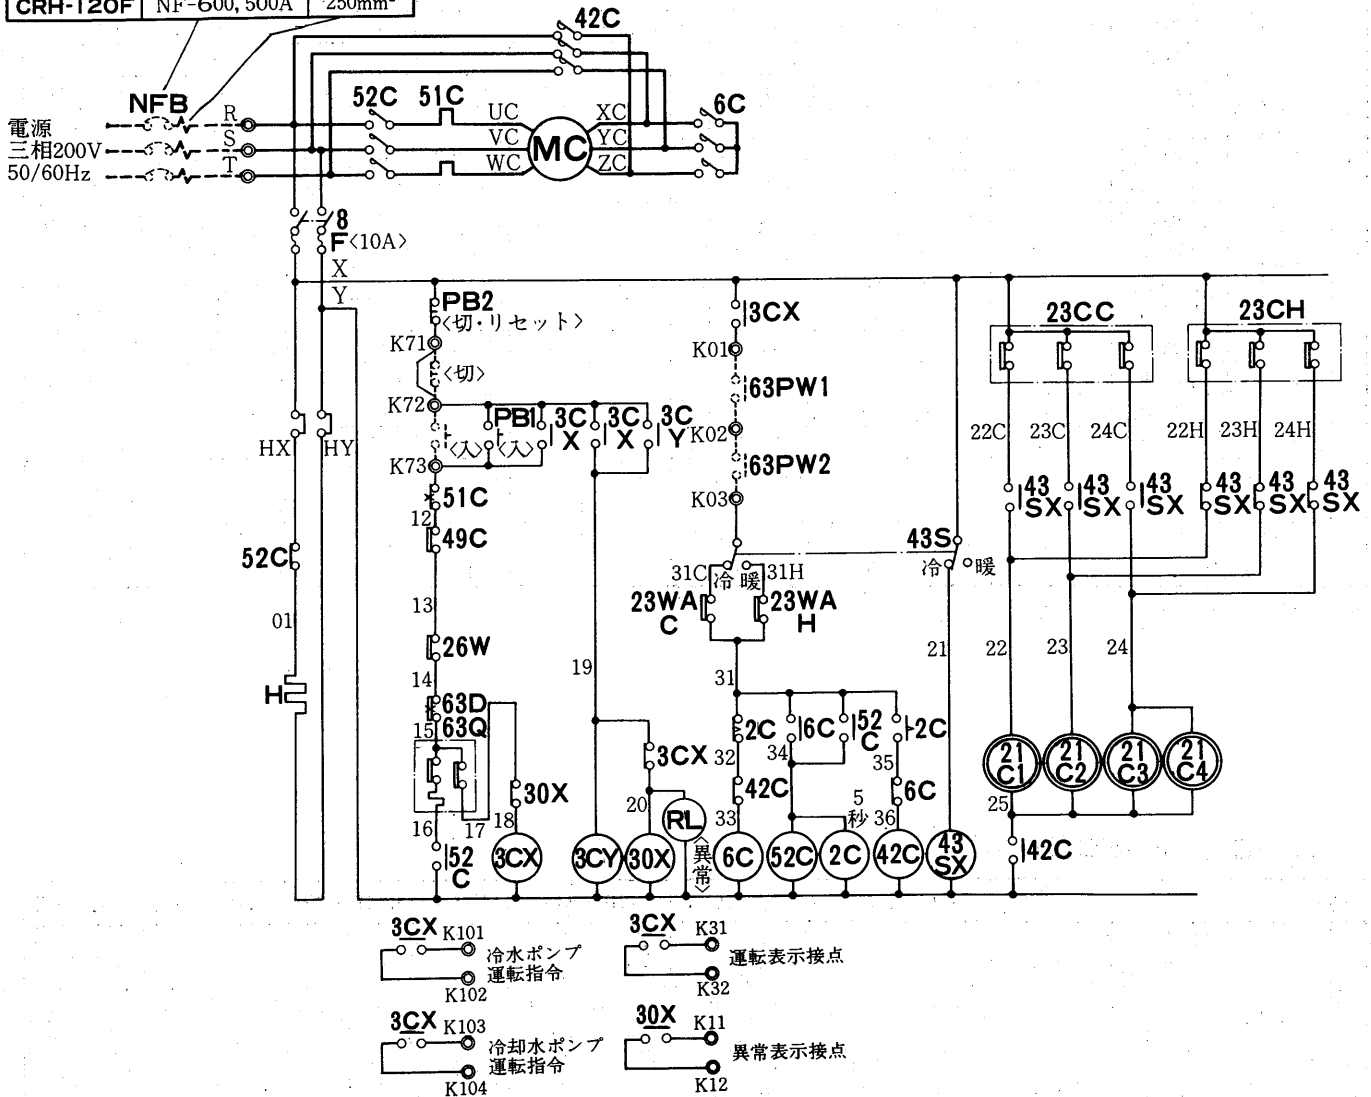 CRH-120F NF-600, 500A 250mm²
42C
NFB
52C 51C 6C
電源
三相200V
50/60Hz
R
S
T
UC
VC
WC
MC
XC
YC
ZC
8
F〈10A〉
X
Y
PB2
〈切・リセット〉
K71
〈切〉
K72
〈入〉
PB1
〈入〉
3C
X
3C
X
3C
Y
K73
3CX
K01
63PW1
K02
63PW2
K03
23CC
23CH
22C 23C 24C 22H 23H 24H
43
SX
43
SX
43
SX
43
SX
43
SX
43
SX
HX HY
51C
12
49C
52C
01
13
26W
14
H
63D
15 63Q
16 17
52
C
30X
18
3CX
19
3CX
20
RL
〈異常〉
3CY
30X
43S
冷 暖
31C 冷 暖 31H
23WA
C
23WA
H
31
2C
32
42C
33
6C
6C
34
52
C
52C
5
秒
2C
2C
35
6C
36
42C
21
43
SX
22 23 24
21
C1
21
C2
21
C3
21
C4
25
42C
3CX K101
冷水ポンプ
運転指令
K102
3CX K31
運転表示接点
K32
3CX K103
冷却水ポンプ
運転指令
K104
30X K11
異常表示接点
K12